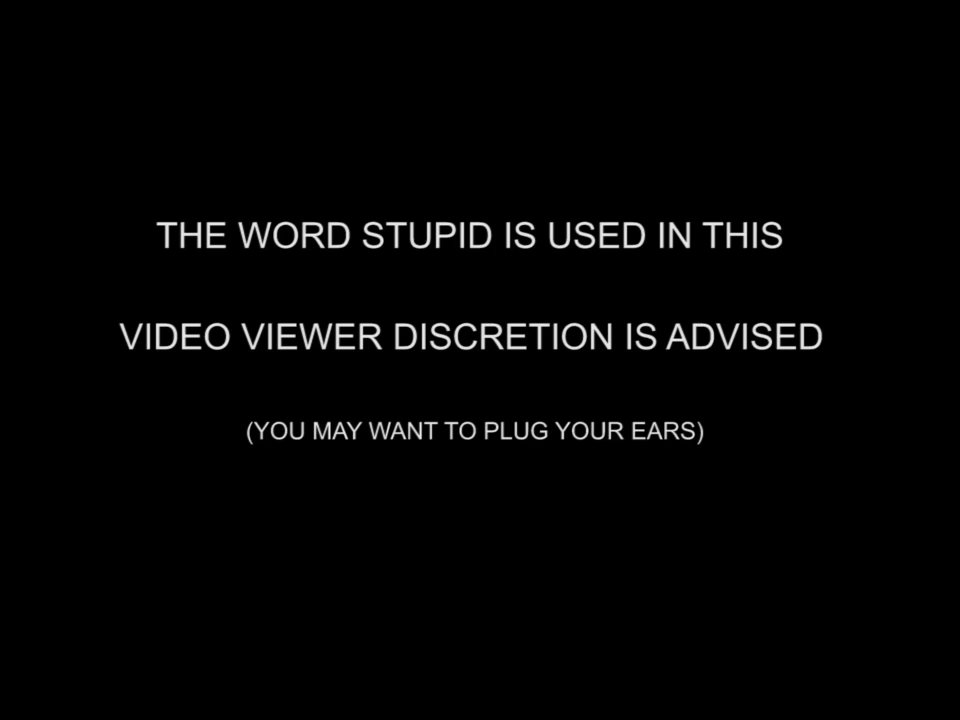 THE WORD STUPID IS USED IN THIS
VIDEO VIEWER DISCRETION IS ADVISED
(YOU MAY WANT TO PLUG YOUR EARS)